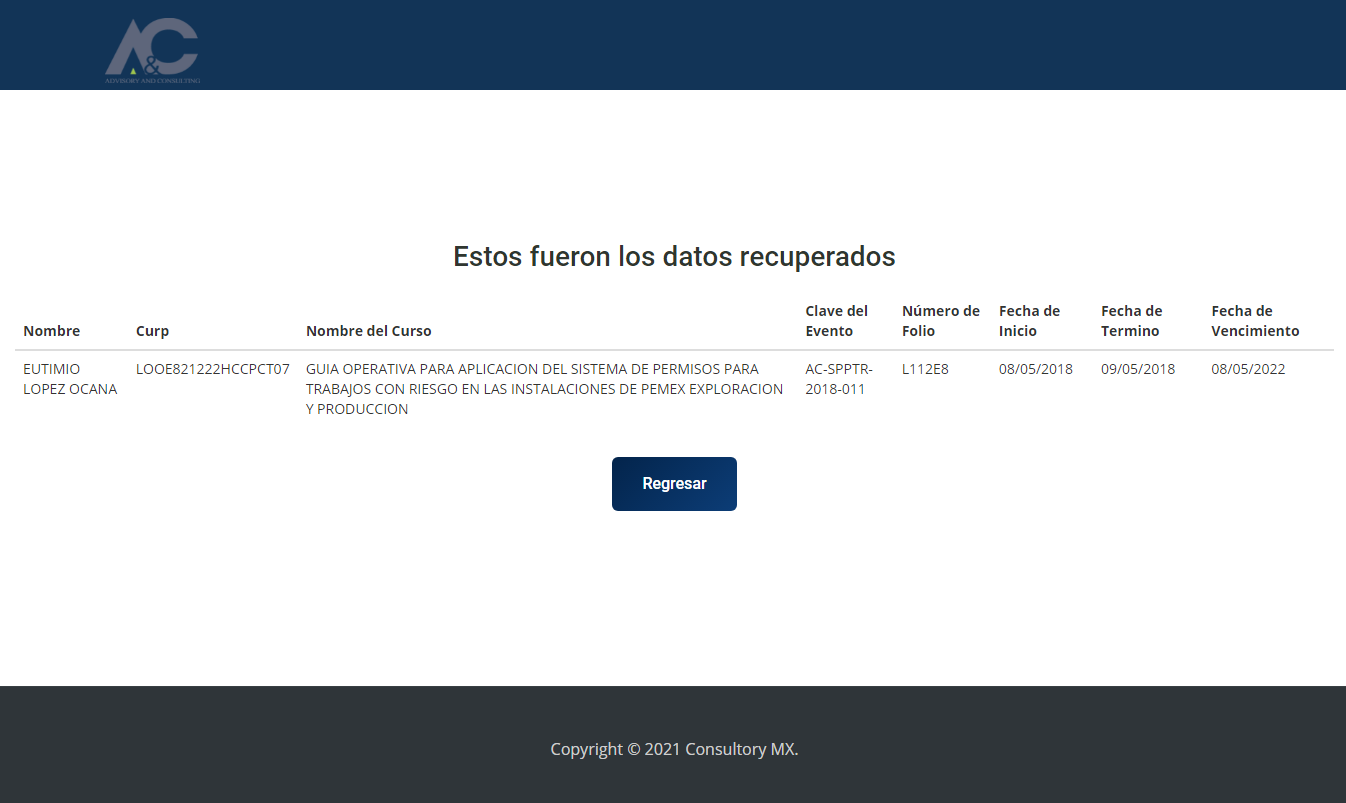 A&C
ADVISORY AND CONSULTING
Estos fueron los datos recuperados
Nombre
Curp
Nombre del Curso
Clave del
Evento
Número de
Folio
Fecha de
Inicio
Fecha de
Termino
Fecha de
Vencimiento
EUTIMIO
LOPEZ OCANA
LOOE821222HCCPCT07
GUIA OPERATIVA PARA APLICACION DEL SISTEMA DE PERMISOS PARA
TRABAJOS CON RIESGO EN LAS INSTALACIONES DE PEMEX EXPLORACION
Y PRODUCCION
AC-SPPTR-
2018-011
L112E8
08/05/2018
09/05/2018
08/05/2022
Regresar
Copyright © 2021 Consultory MX.